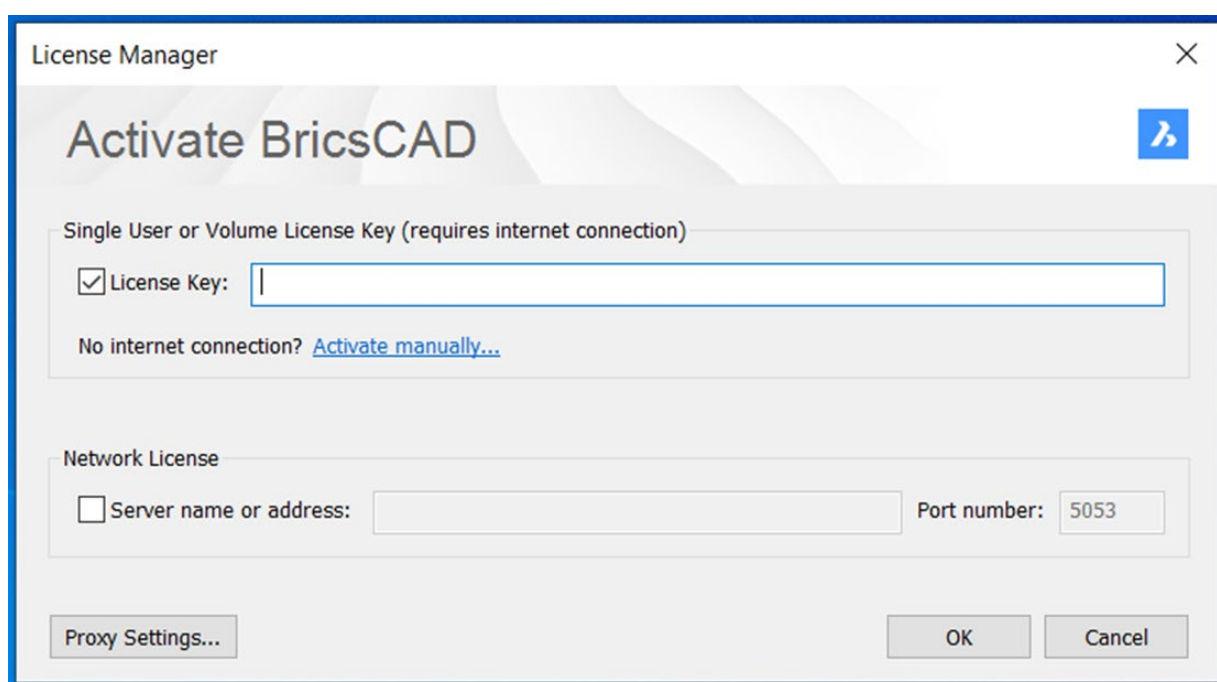 License Manager
Activate BricsCAD
Single User or Volume License Key (requires internet connection)
License Key:
No internet connection? Activate manually...
Network License
Server name or address: Port number: 5053
Proxy Settings... OK Cancel